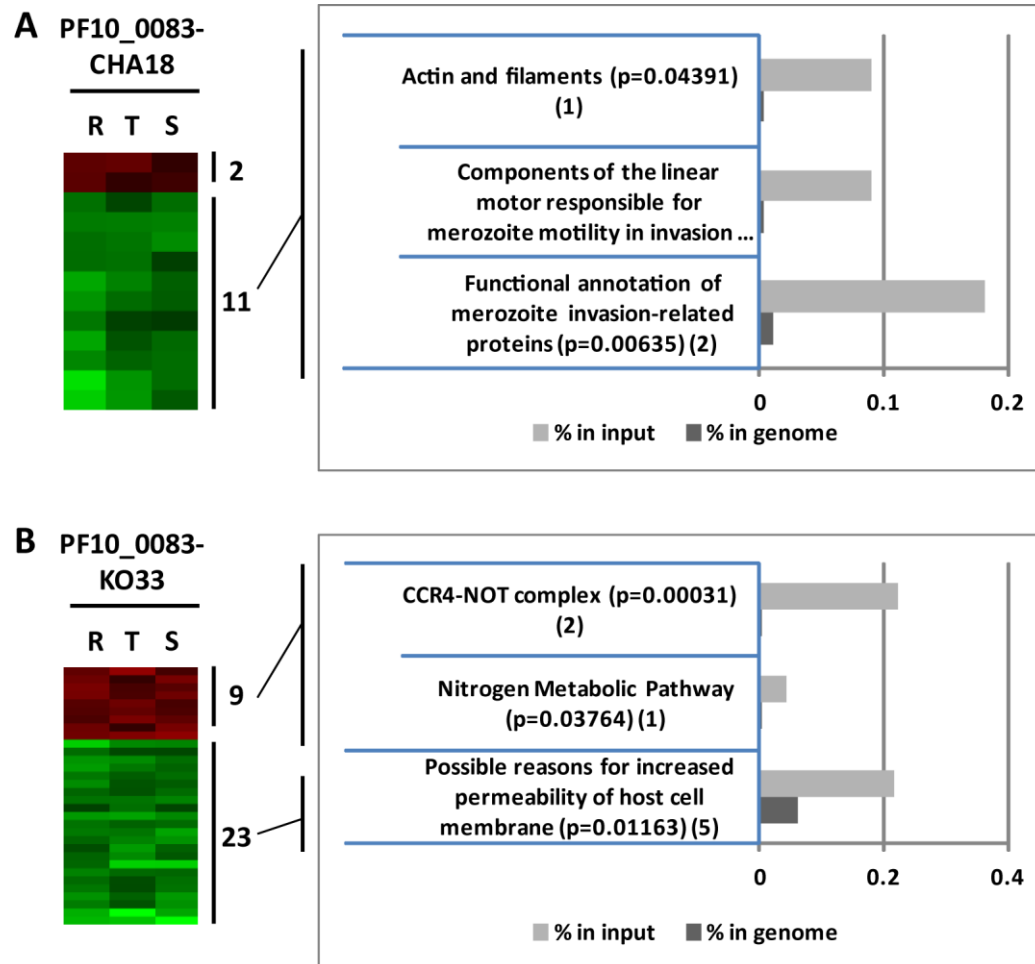 A PF10_0083-
CHA18
R T S
2
11
Actin and filaments (p=0.04391)
(1)
Components of the linear
motor responsible for
merozoite motility in invasion ...
Functional annotation of
merozoite invasion-related
proteins (p=0.00635) (2)
0 0.1 0.2
% in input % in genome
B PF10_0083-
KO33
R T S
9
23
CCR4-NOT complex (p=0.00031)
(2)
Nitrogen Metabolic Pathway
(p=0.03764) (1)
Possible reasons for increased
permeability of host cell
membrane (p=0.01163) (5)
0 0.2 0.4
% in input % in genome